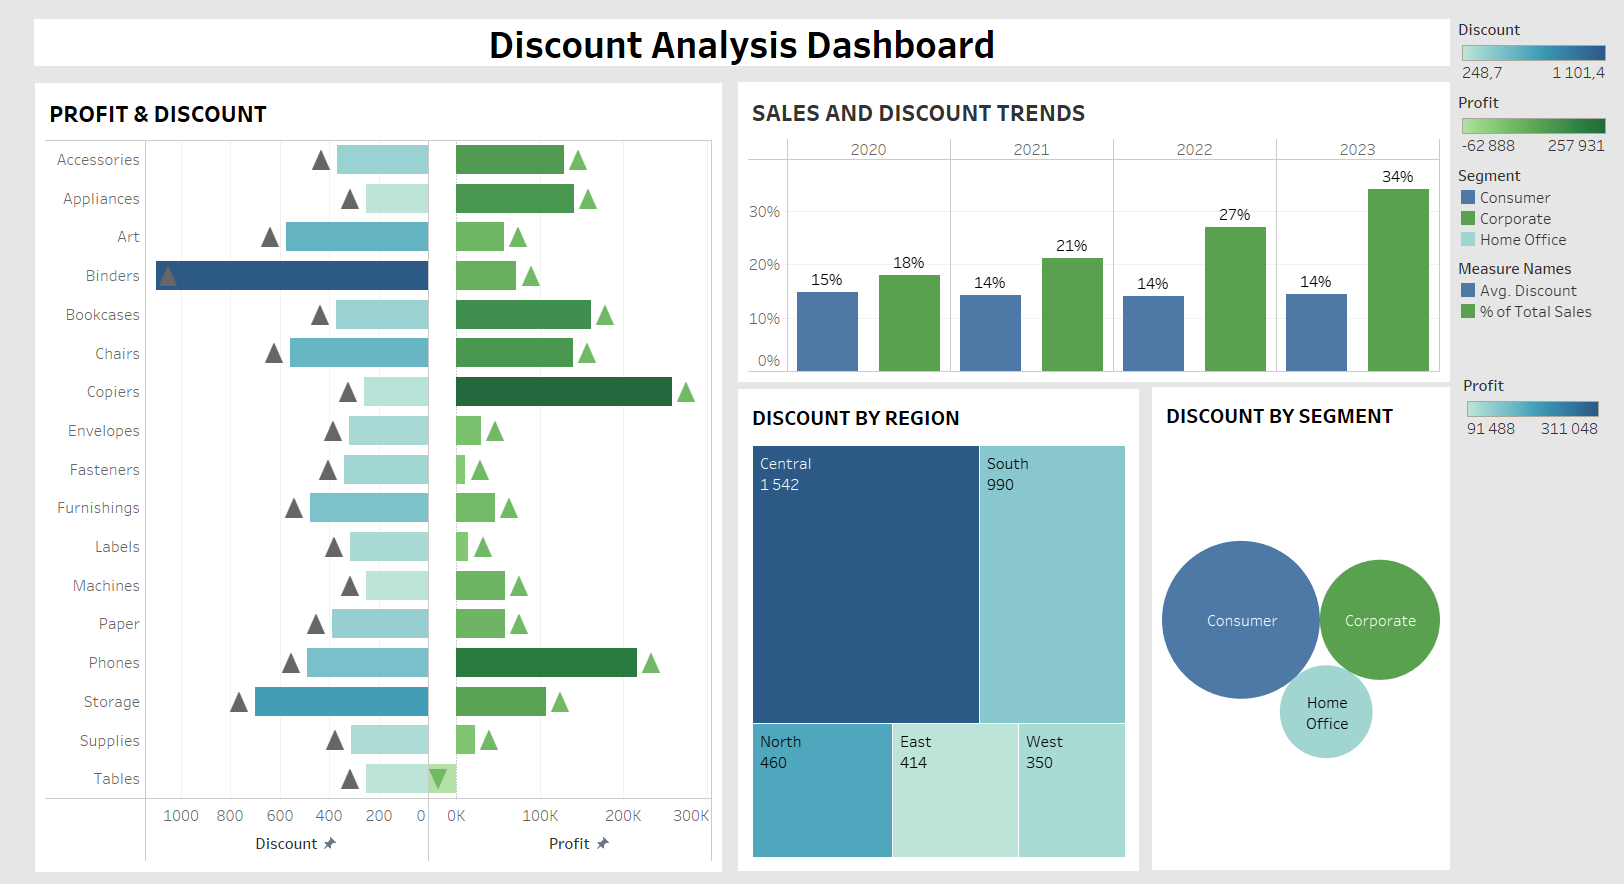 Discount Analysis Dashboard
PROFIT & DISCOUNT
Accessories
Appliances
Art
Binders
Bookcases
Chairs
Copiers
Envelopes
Fasteners
Furnishings
Labels
Machines
Paper
Phones
Storage
Supplies
Tables
1000 800 600 400 200 0 0K 100K 200K 300K
Discount Profit
SALES AND DISCOUNT TRENDS
2020 2021 2022 2023
30%
20%
10%
0%
15% 18% 14% 21% 14% 27% 14% 34%
DISCOUNT BY REGION
Central
1 542
South
990
North
460
East
414
West
350
DISCOUNT BY SEGMENT
Consumer
Corporate
Home
Office
Discount
248,7 1 101,4
Profit
-62 888 257 931
Segment
Consumer
Corporate
Home Office
Measure Names
Avg. Discount
% of Total Sales
Profit
91 488 311 048